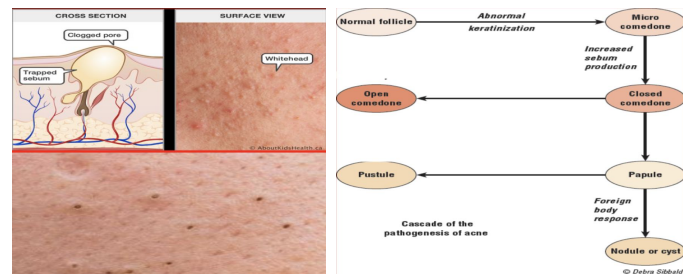 CROSS SECTION
SURFACE VIEW
Clogged pore
Trapped
sebum
Whitehead
© AboutKidsHealth.ca
Normal follicle
Abnormal
keratinization
Micro
comedone
Increased
sebum
production
Open
comedone
Closed
comedone
Pustule
Papule
Foreign
body
response
Cascade of the
pathogenesis of acne
Nodule or cyst
© Debra Sibbald